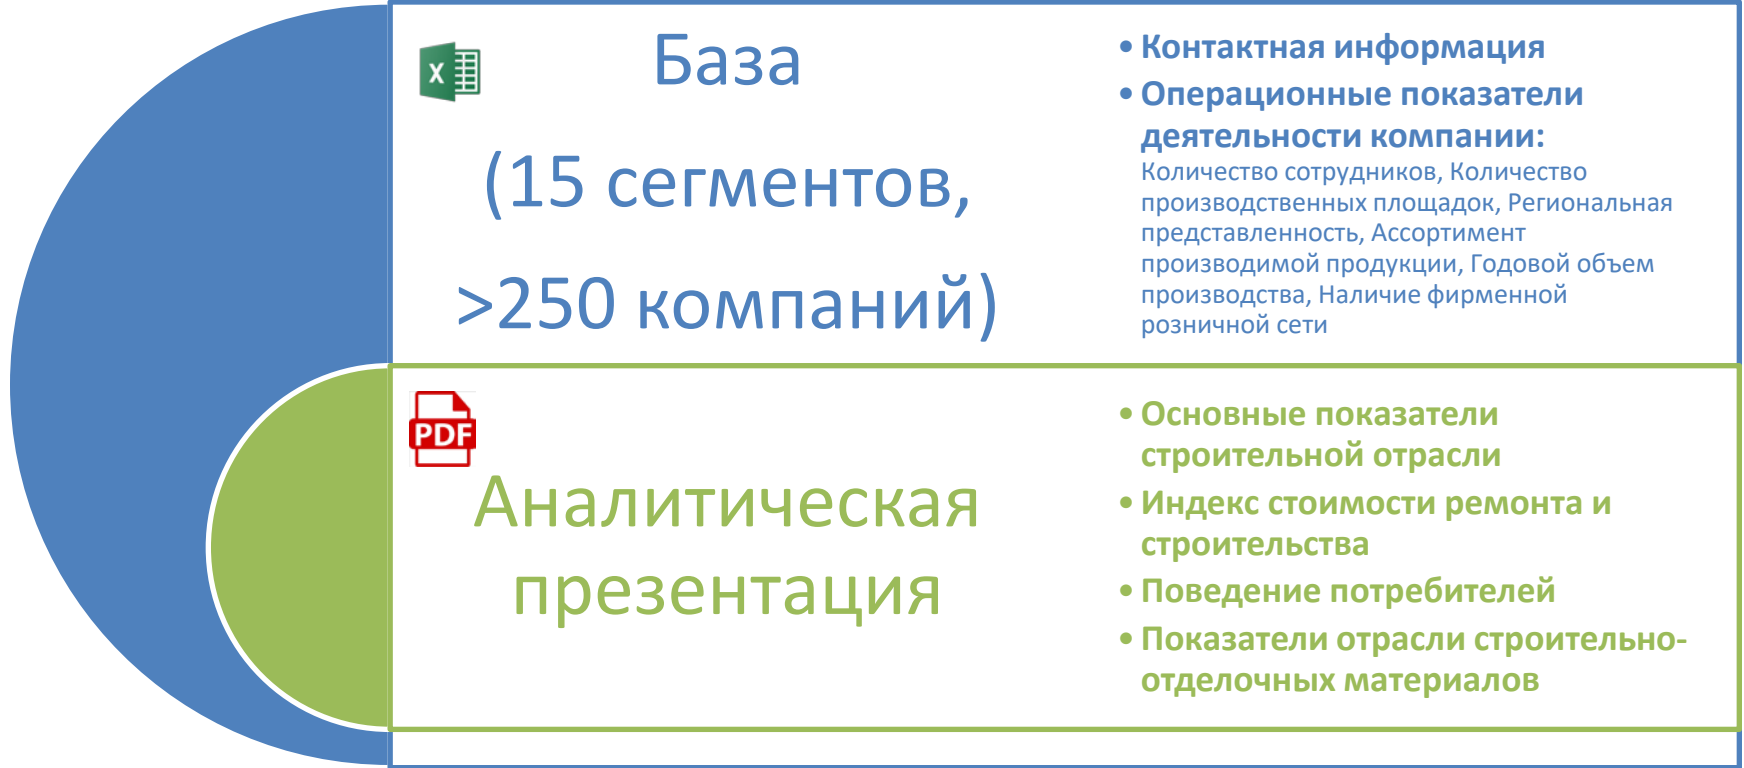 X
База
(15 сегментов,
>250 компаний)
• Контактная информация
• Операционные показатели
деятельности компании:
Количество сотрудников, Количество
производственных площадок, Региональная
представленность, Ассортимент
производимой продукции, Годовой объем
производства, Наличие фирменной
розничной сети
PDF
Аналитическая
презентация
• Основные показатели
строительной отрасли
• Индекс стоимости ремонта и
строительства
• Поведение потребителей
• Показатели отрасли строительно-
отделочных материалов